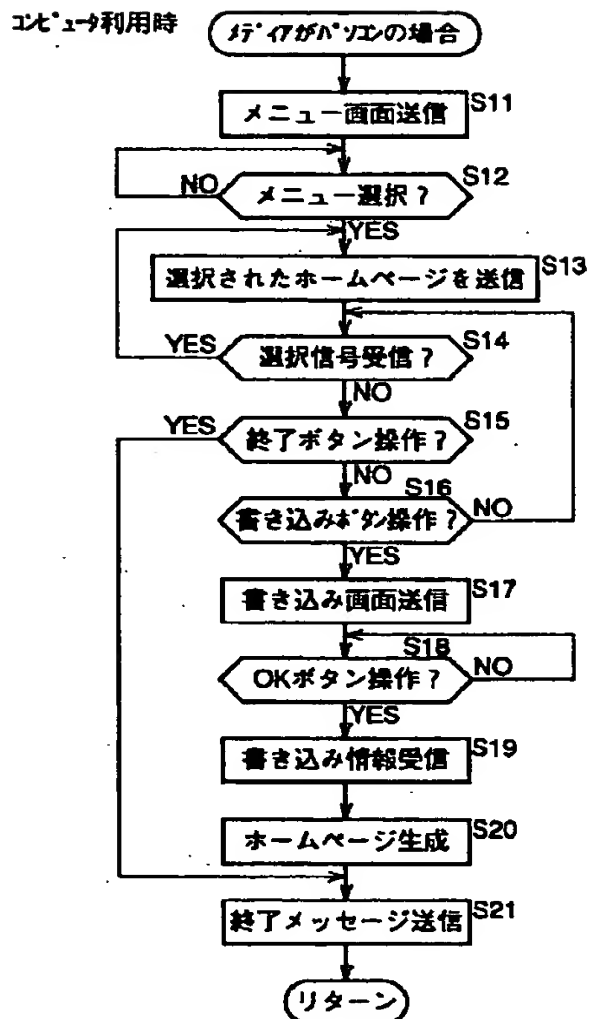 コンピュータ利用時
メディアがパソコンの場合
メニュー画面送信 S11
メニュー選択? S12
NO
YES
選択されたホームページを送信 S13
選択信号受信? S14
YES
NO
終了ボタン操作? S15
YES
NO
書き込みボタン操作? S16
NO
YES
書き込み画面送信 S17
OKボタン操作? S18
NO
YES
書き込み情報受信 S19
ホームページ生成 S20
終了メッセージ送信 S21
リターン